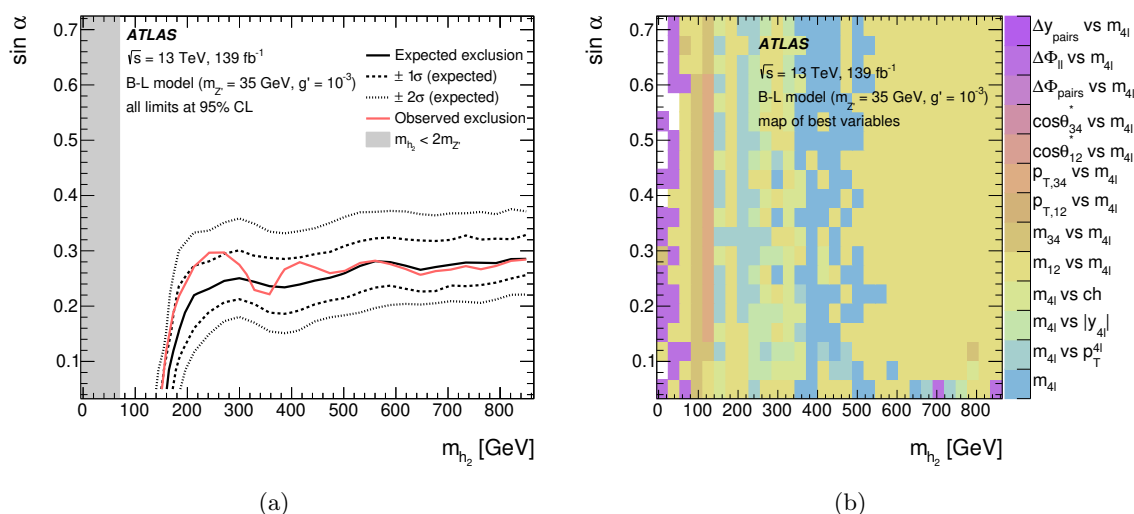 sin α
0.7
0.6
0.5
0.4
0.3
0.2
0.1
ATLAS
√s = 13 TeV, 139 fb⁻¹
B-L model (m_Z' = 35 GeV, g' = 10⁻³)
all limits at 95% CL
Expected exclusion
± 1σ (expected)
± 2σ (expected)
Observed exclusion
m_h₂ < 2m_Z'
0 100 200 300 400 500 600 700 800
m_h₂ [GeV]
(a)
sin α
0.7
0.6
0.5
0.4
0.3
0.2
0.1
ATLAS
√s = 13 TeV, 139 fb⁻¹
B-L model (m_Z' = 35 GeV, g' = 10⁻³)
map of best variables
0 100 200 300 400 500 600 700 800
m_h₂ [GeV]
Δy_pairs vs m_4l
ΔΦ_ll vs m_4l
ΔΦ_pairs vs m_4l
cosθ*_34 vs m_4l
cosθ*_12 vs m_4l
p_T,34 vs m_4l
p_T,12 vs m_4l
m_34 vs m_4l
m_12 vs m_4l
m_4l vs ch
m_4l vs |y_4l|
m_4l vs p_T^4l
m_4l
(b)